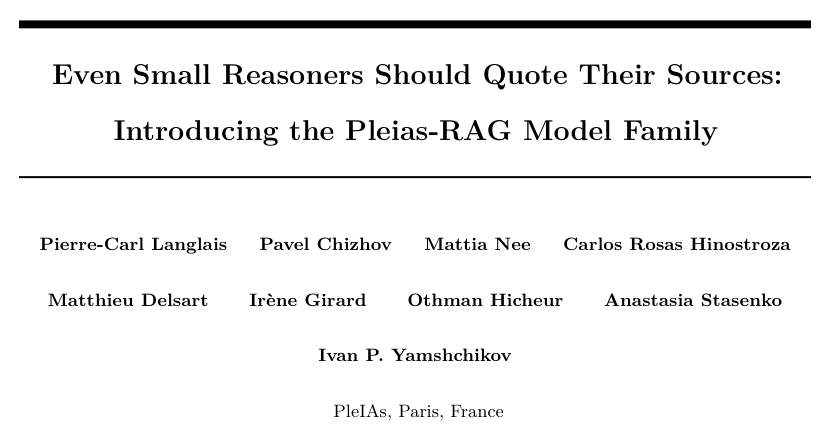 Even Small Reasoners Should Quote Their Sources:
Introducing the Pleias-RAG Model Family
Pierre-Carl Langlais Pavel Chizhov Mattia Nee Carlos Rosas Hinostroza
Matthieu Delsart Irène Girard Othman Hicheur Anastasia Stasenko
Ivan P. Yamshchikov
PleIAs, Paris, France